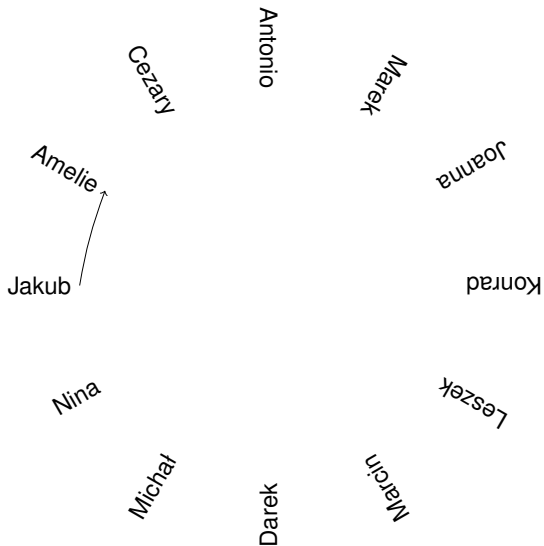 Antonio
Marek
Joanna
Konrad
Leszek
Marcin
Darek
Michał
Nina
Jakub
Amelie
Cezary